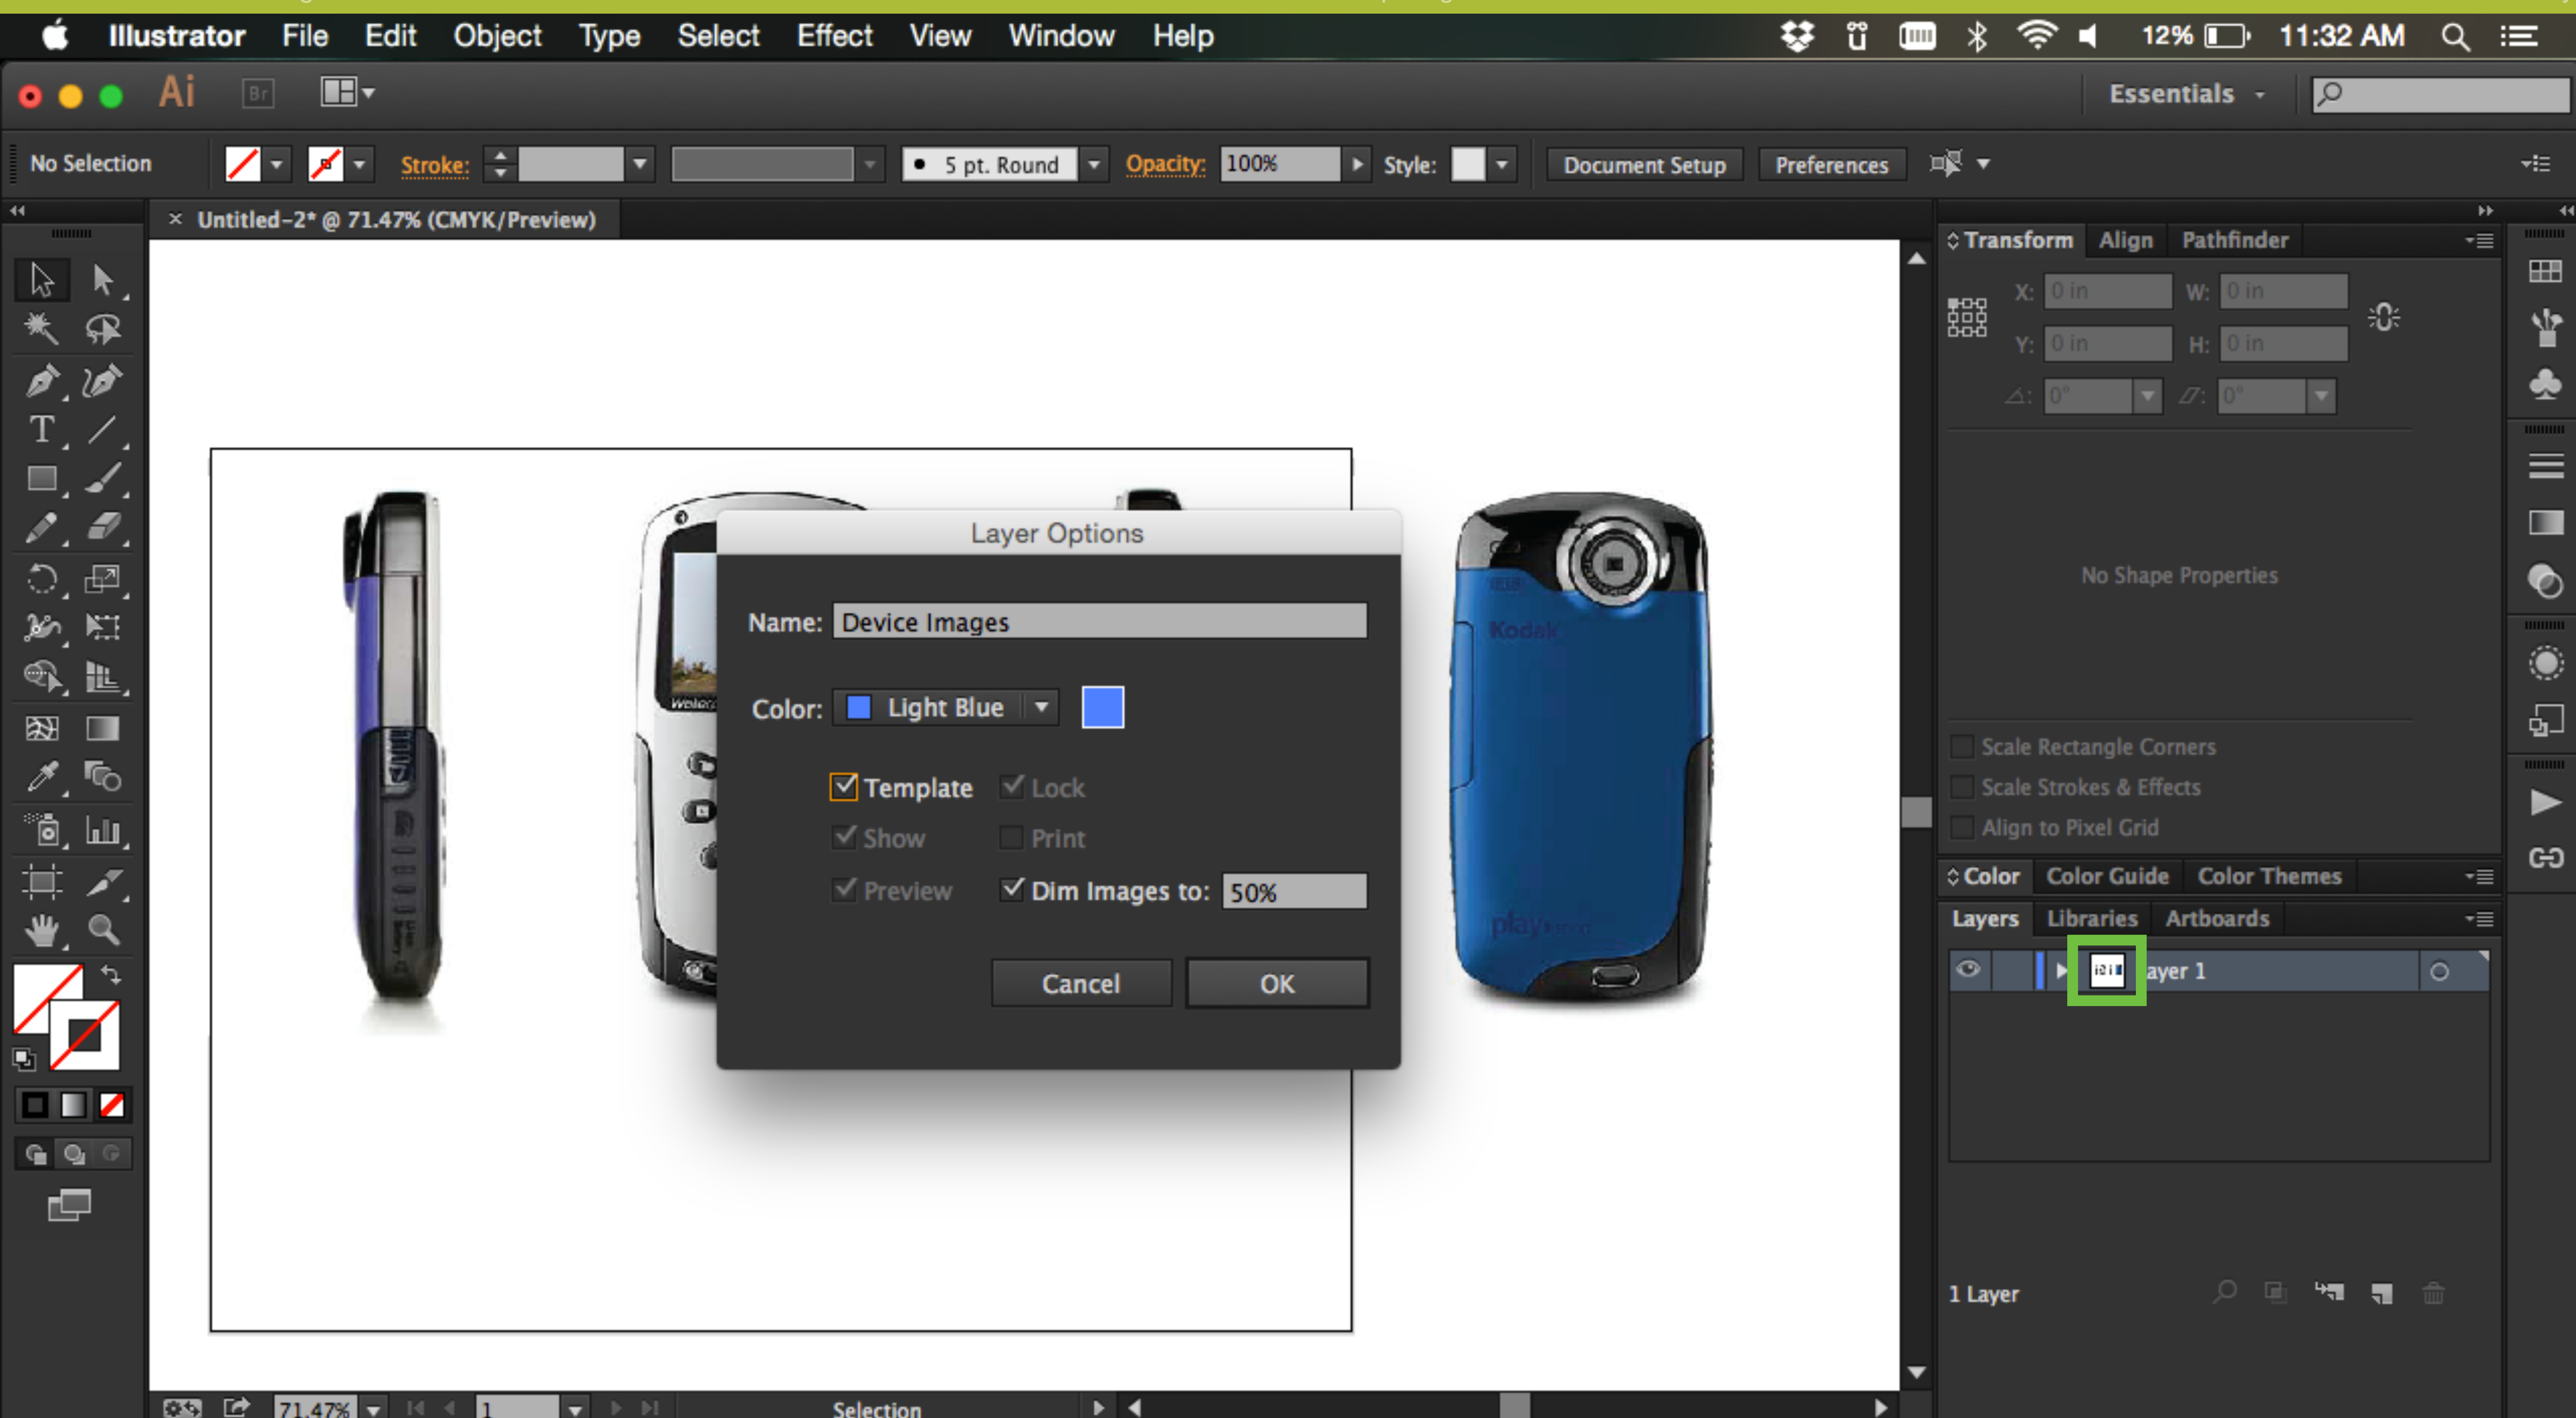 Illustrator File Edit Object Type Select Effect View Window Help 12% 11:32 AM
Ai Br Essentials
No Selection Stroke: 5 pt. Round Opacity: 100% Style: Document Setup Preferences
× Untitled-2* @ 71.47% (CMYK/Preview)
Transform Align Pathfinder
X: 0 in W: 0 in
Y: 0 in H: 0 in
0° 0°
No Shape Properties
Scale Rectangle Corners
Scale Strokes & Effects
Align to Pixel Grid
Color Color Guide Color Themes
Layers Libraries Artboards
ayer 1
1 Layer
Layer Options
Name: Device Images
Color: Light Blue
Template Lock
Show Print
Preview Dim Images to: 50%
Cancel OK
Kodak
play
71.47% 1 Selection